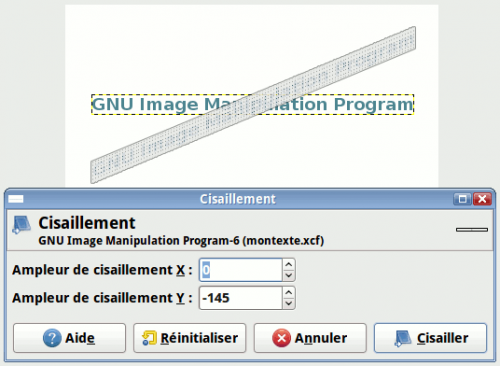 GNU Image Manipulation Program
Cisaillement
Cisaillement
GNU Image Manipulation Program-6 (montexte.xcf)
Ampleur de cisaillement X : 0
Ampleur de cisaillement Y : -145
Aide Réinitialiser Annuler Cisailler